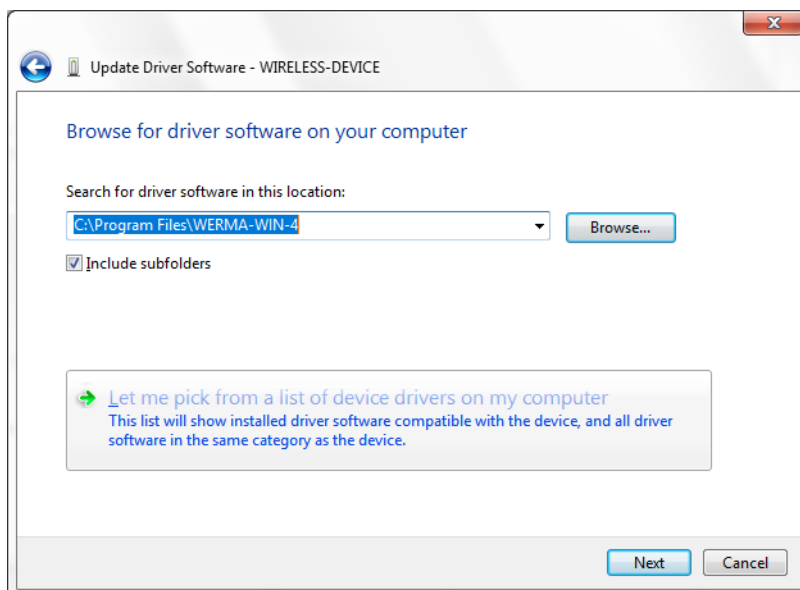 Update Driver Software - WIRELESS-DEVICE
Browse for driver software on your computer
Search for driver software in this location:
C:\Program Files\WERMA-WIN-4
Browse...
Include subfolders
Let me pick from a list of device drivers on my computer
This list will show installed driver software compatible with the device, and all driver
software in the same category as the device.
Next
Cancel